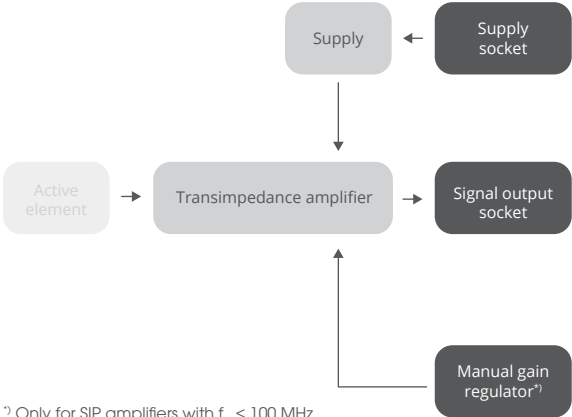 Supply
Supply
socket
Active
element
Transimpedance amplifier
Signal output
socket
Manual gain
regulator*)
*) Only for SIP amplifiers with f < 100 MHz